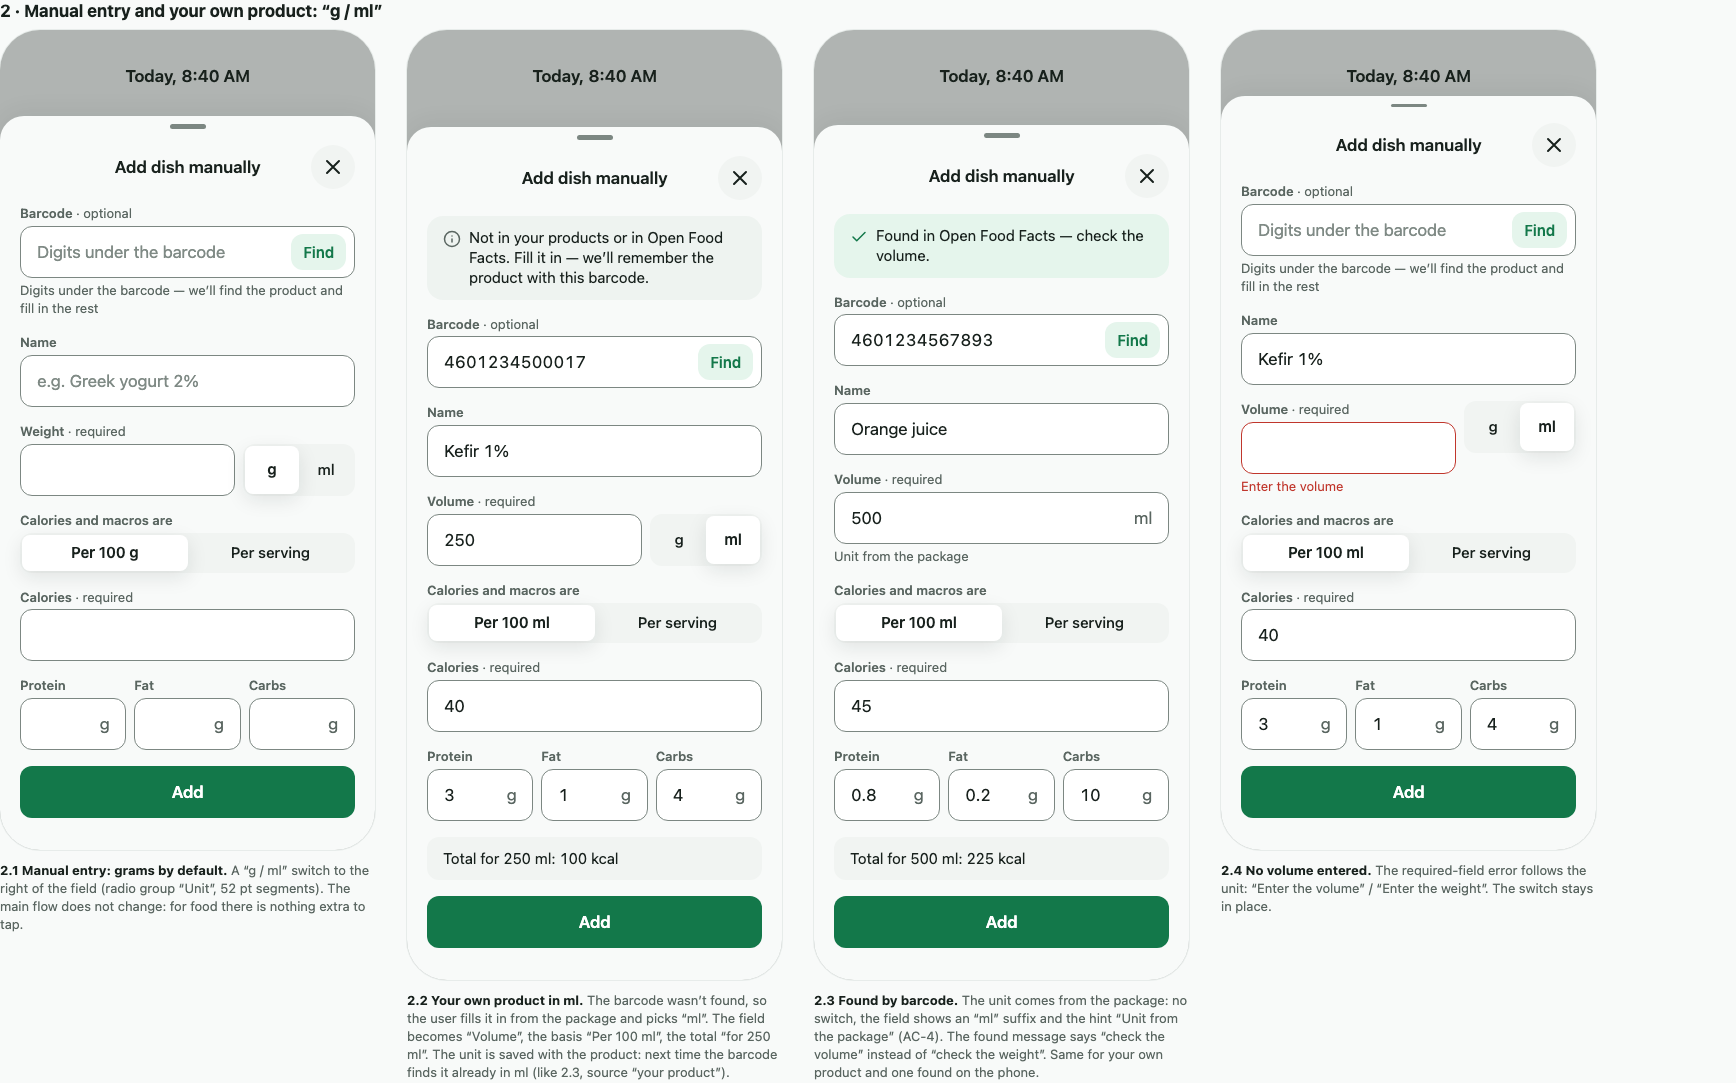 2 · Manual entry and your own product: “g / ml”
Today, 8:40 AM
Add dish manually
Barcode · optional
Digits under the barcode
Find
Digits under the barcode — we’ll find the product and
fill in the rest
Name
e.g. Greek yogurt 2%
Weight · required
g
ml
Calories and macros are
Per 100 g
Per serving
Calories · required
Protein
Fat
Carbs
g
g
g
Add
2.1 Manual entry: grams by default. A “g / ml” switch to the
right of the field (radio group “Unit”, 52 pt segments). The
main flow does not change: for food there is nothing extra to
tap.
Today, 8:40 AM
Add dish manually
Not in your products or in Open Food
Facts. Fill it in — we’ll remember the
product with this barcode.
Barcode · optional
4601234500017
Find
Name
Kefir 1%
Volume · required
250
g
ml
Calories and macros are
Per 100 ml
Per serving
Calories · required
40
Protein
Fat
Carbs
3 g
1 g
4 g
Total for 250 ml: 100 kcal
Add
2.2 Your own product in ml. The barcode wasn’t found, so
the user fills it in from the package and picks “ml”. The field
becomes “Volume”, the basis “Per 100 ml”, the total “for 250
ml”. The unit is saved with the product: next time the barcode
finds it already in ml (like 2.3, source “your product”).
Today, 8:40 AM
Add dish manually
Found in Open Food Facts — check the
volume.
Barcode · optional
4601234567893
Find
Name
Orange juice
Volume · required
500
ml
Unit from the package
Calories and macros are
Per 100 ml
Per serving
Calories · required
45
Protein
Fat
Carbs
0.8 g
0.2 g
10 g
Total for 500 ml: 225 kcal
Add
2.3 Found by barcode. The unit comes from the package: no
switch, the field shows an “ml” suffix and the hint “Unit from
the package” (AC-4). The found message says “check the
volume” instead of “check the weight”. Same for your own
product and one found on the phone.
Today, 8:40 AM
Add dish manually
Barcode · optional
Digits under the barcode
Find
Digits under the barcode — we’ll find the product and
fill in the rest
Name
Kefir 1%
Volume · required
g
ml
Enter the volume
Calories and macros are
Per 100 ml
Per serving
Calories · required
40
Protein
Fat
Carbs
3 g
1 g
4 g
Add
2.4 No volume entered. The required-field error follows the
unit: “Enter the volume” / “Enter the weight”. The switch stays
in place.